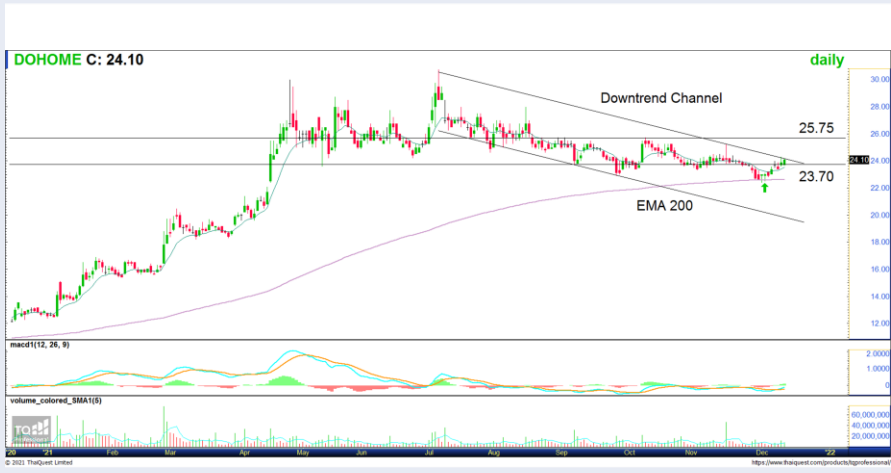 DOHOME C: 24.10
daily
30.00
Downtrend Channel
28.00
25.75
26.00
24.10
24.00
23.70
22.00
EMA 200
20.00
18.00
16.00
14.00
12.00
macd1(12, 26, 9)
2.0000
1.0000
0
volume_colored_SMA1(5)
60,000,000
40,000,000
20,000,000
'20 '21 Feb Mar Apr May Jun Jul Aug Sep Oct Nov Dec '22
© 2021 ThaiQuest Limited
https://www.thaiquest.com/products/tqprofessional/